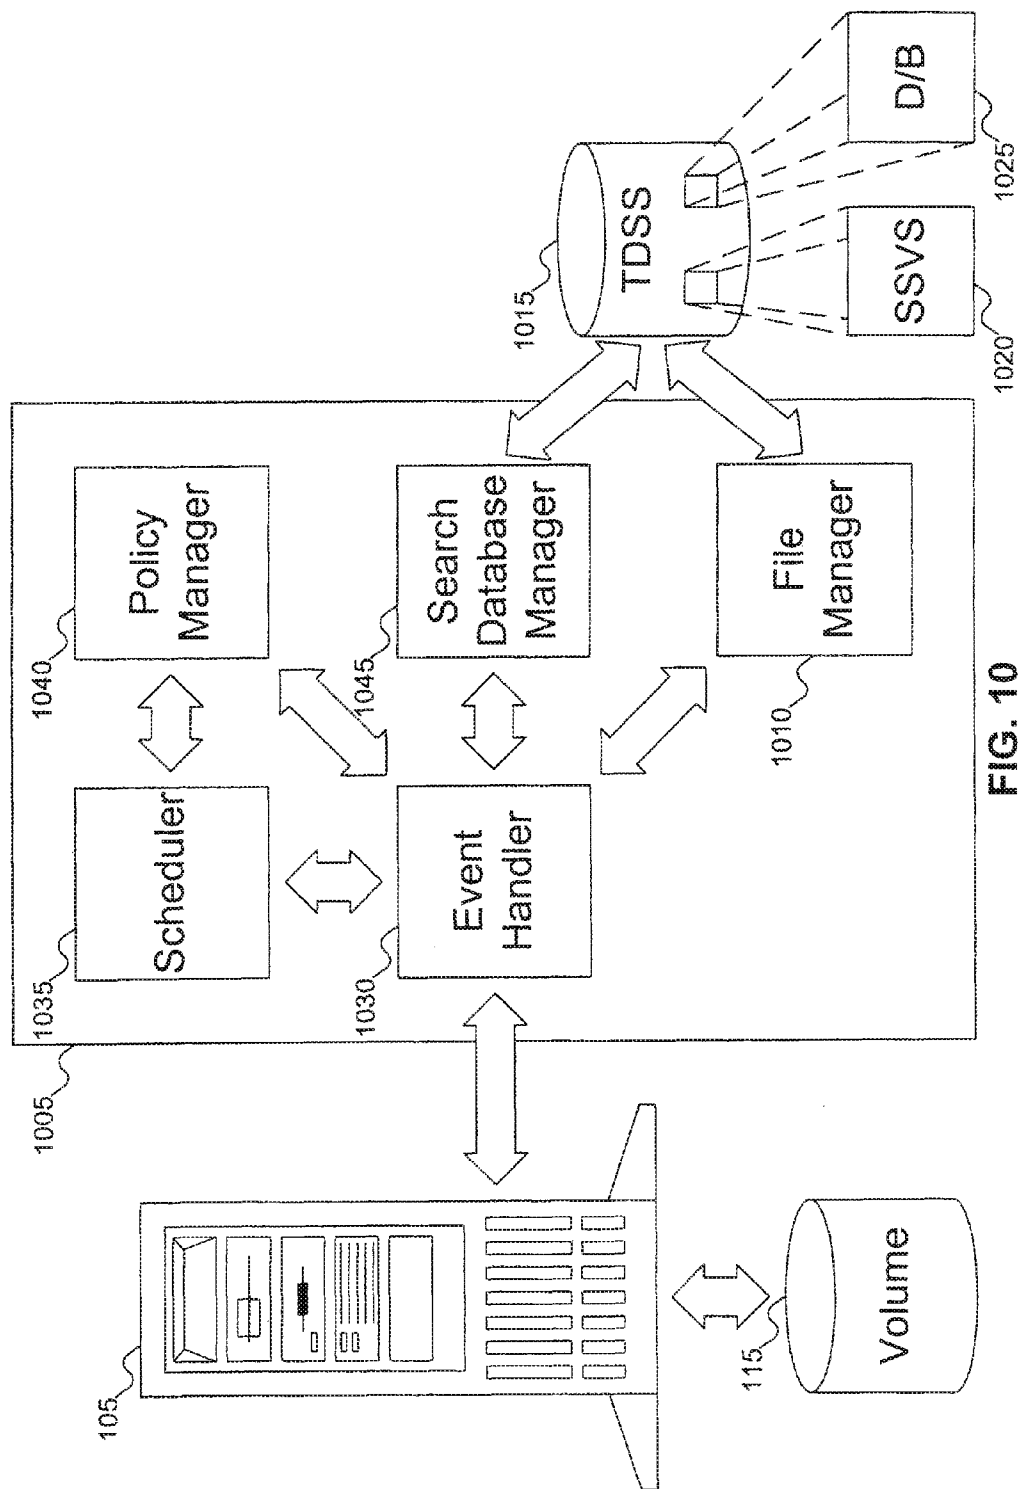 105
115
Volume
1005
1035
Scheduler
1040
Policy
Manager
1030
Event
Handler
1045
Search
Database
Manager
1010
File
Manager
1015
TDSS
1020
SSVS
1025
D/B
FIG. 10